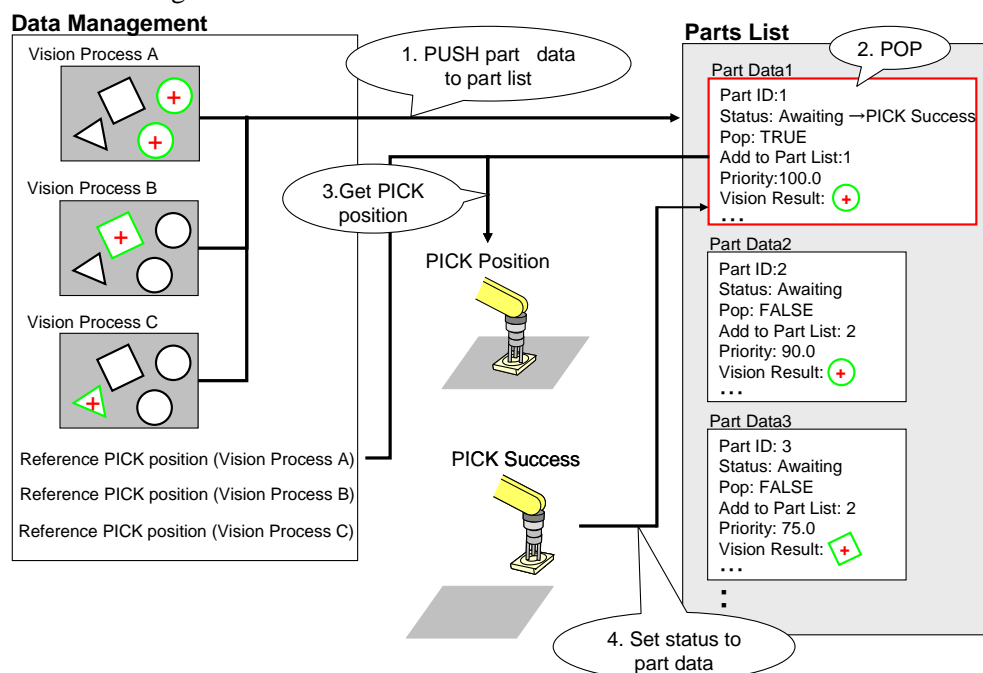 Data Management
Vision Process A
Vision Process B
Vision Process C
Reference PICK position (Vision Process A)
Reference PICK position (Vision Process B)
Reference PICK position (Vision Process C)
1. PUSH part data
to part list
3.Get PICK
position
PICK Position
PICK Success
4. Set status to
part data
Parts List
2. POP
Part Data1
Part ID:1
Status: Awaiting →PICK Success
Pop: TRUE
Add to Part List:1
Priority:100.0
Vision Result:
...
Part Data2
Part ID:2
Status: Awaiting
Pop: FALSE
Add to Part List: 2
Priority: 90.0
Vision Result:
...
Part Data3
Part ID: 3
Status: Awaiting
Pop: FALSE
Add to Part List: 2
Priority: 75.0
Vision Result:
...